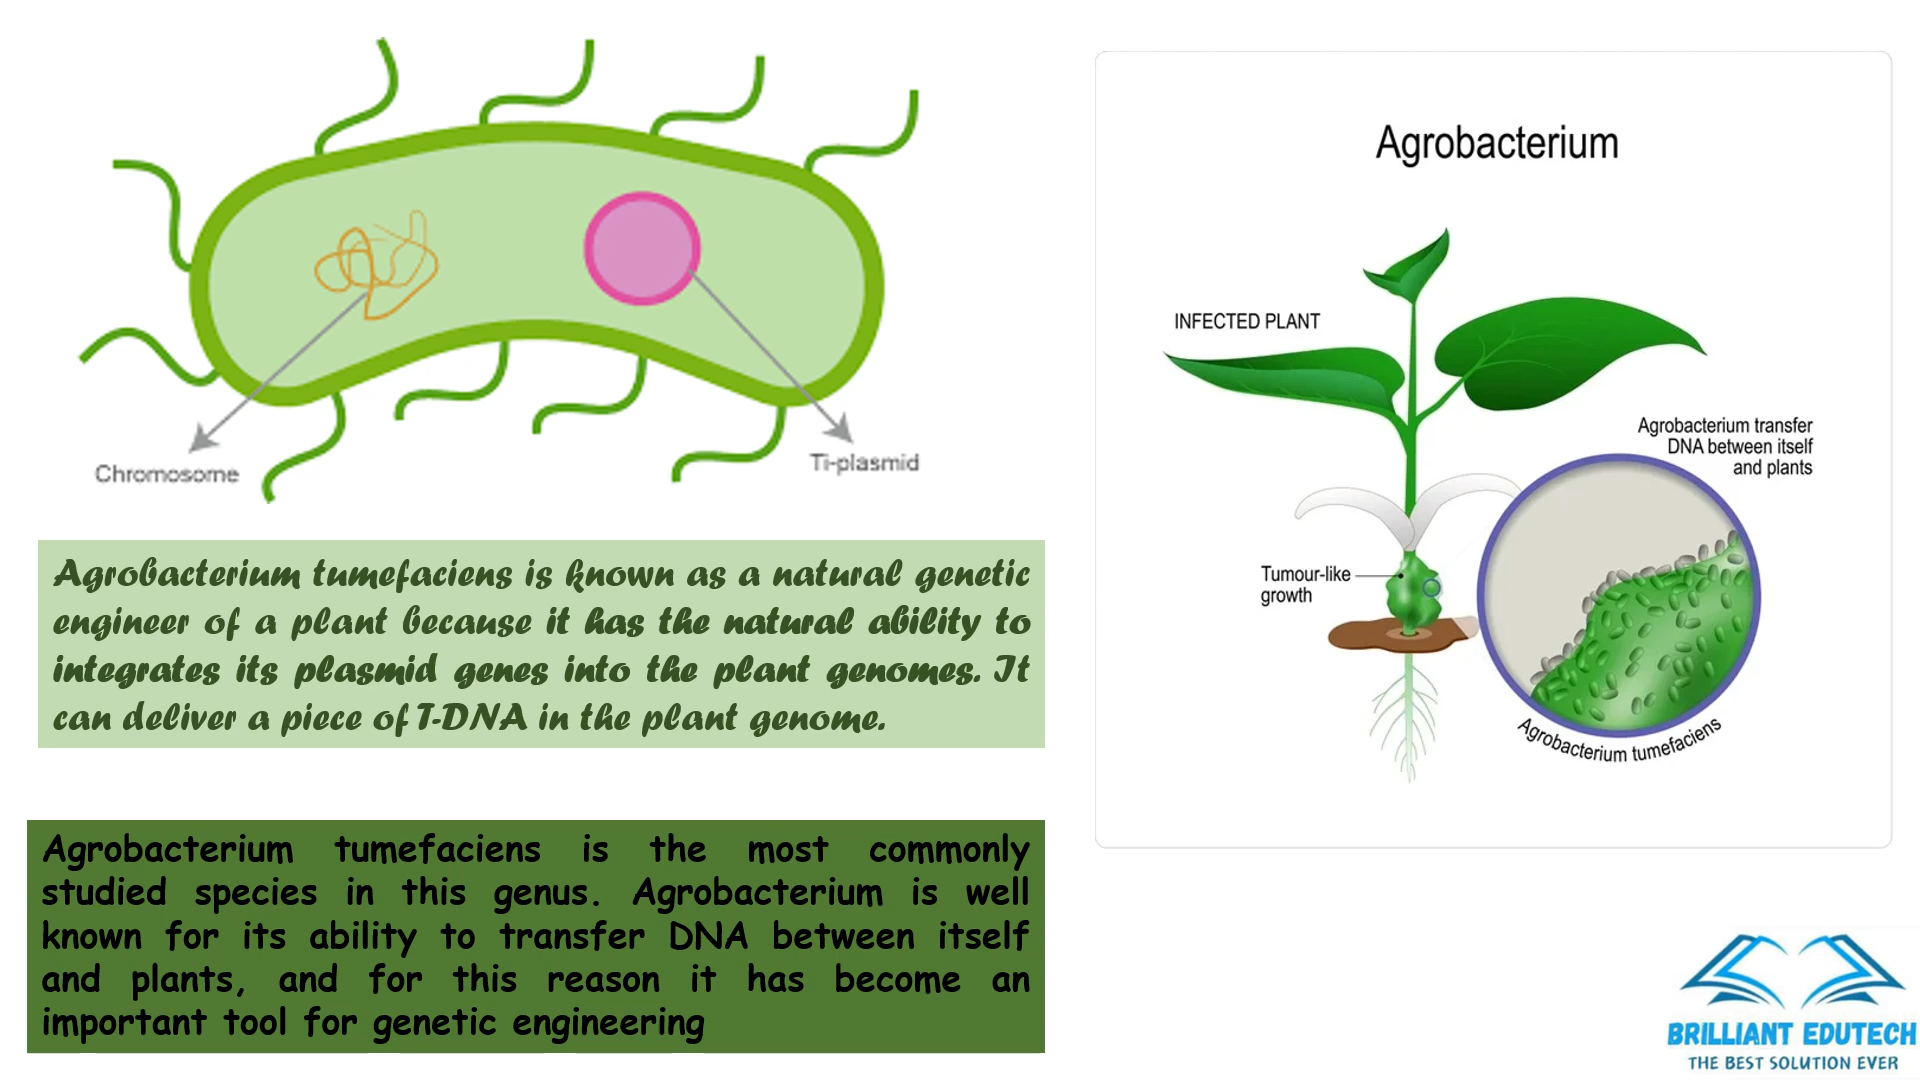 Chromosome
Ti-plasmid
Agrobacterium tumefaciens is known as a natural genetic
engineer of a plant because it has the natural ability to
integrates its plasmid genes into the plant genomes. It
can deliver a piece of T-DNA in the plant genome.
Agrobacterium tumefaciens is the most commonly
studied species in this genus. Agrobacterium is well
known for its ability to transfer DNA between itself
and plants, and for this reason it has become an
important tool for genetic engineering
Agrobacterium
INFECTED PLANT
Agrobacterium transfer
DNA between itself
and plants
Tumour-like
growth
Agrobacterium tumefaciens
BRILLIANT EDUTECH
THE BEST SOLUTION EVER